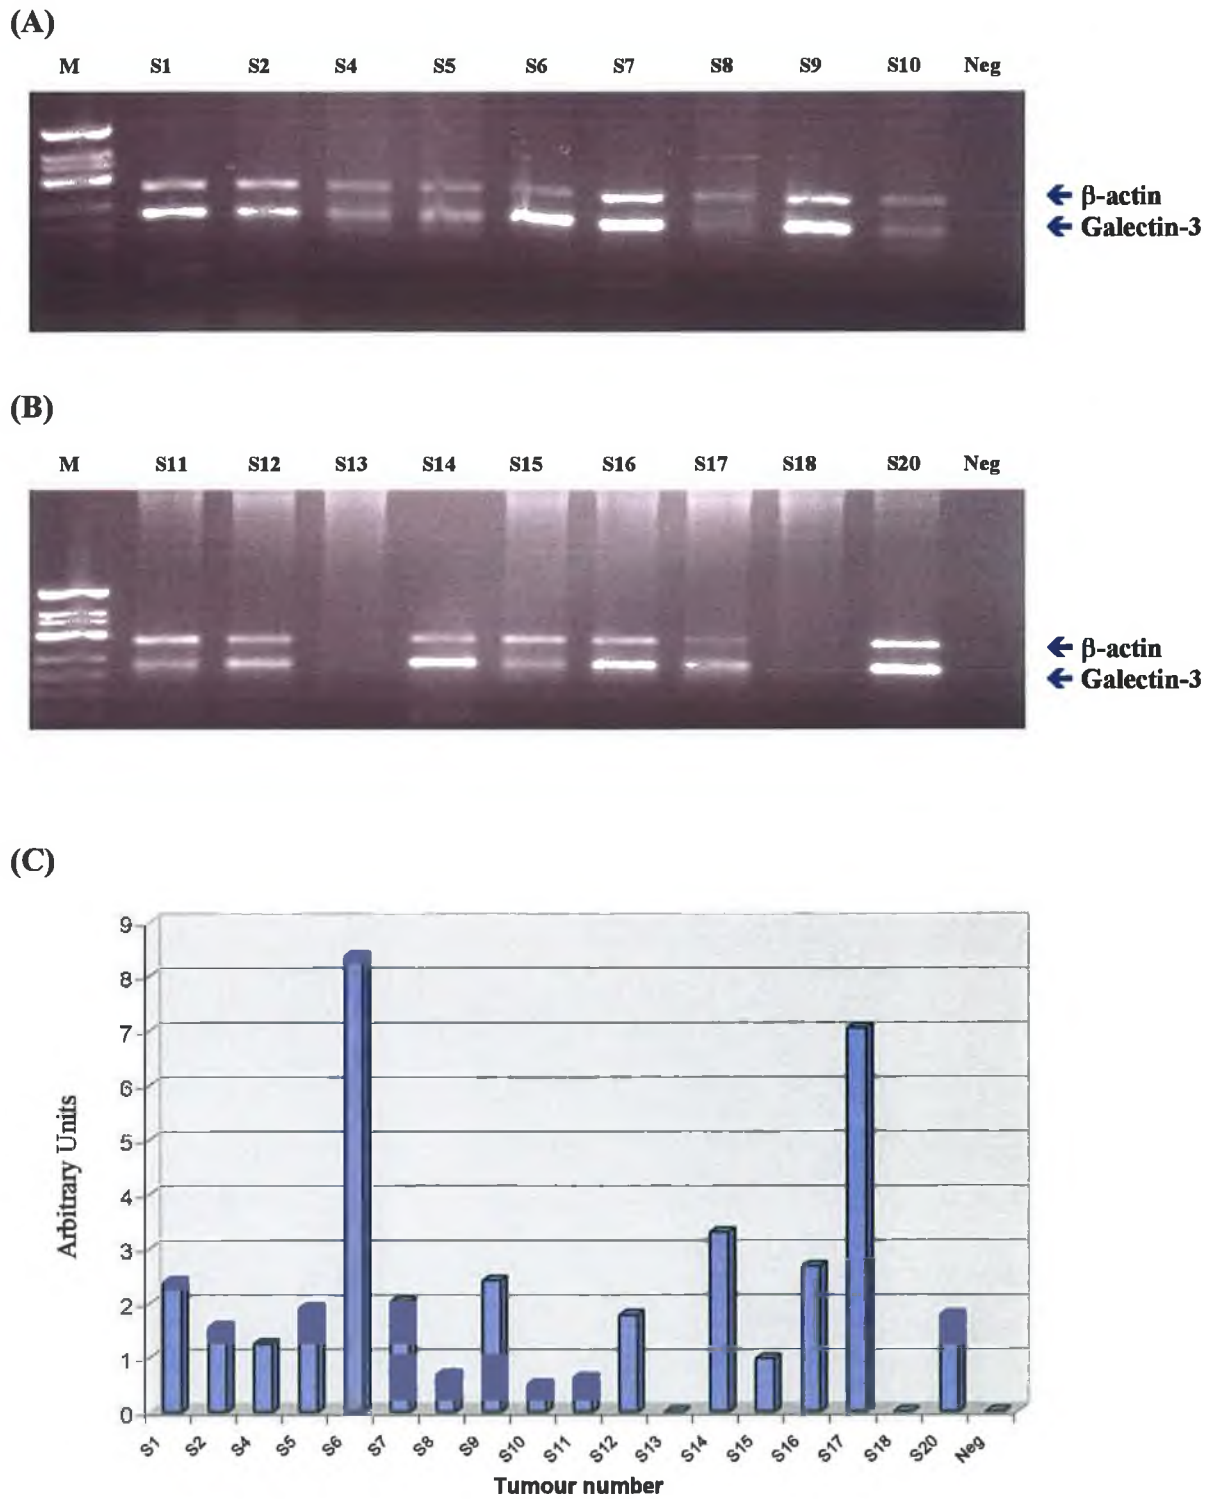 (A)
M S1 S2 S4 S5 S6 S7 S8 S9 S10 Neg
β-actin
Galectin-3
(B)
M S11 S12 S13 S14 S15 S16 S17 S18 S20 Neg
β-actin
Galectin-3
(C)
9
8
7
6
5
4
3
2
1
0
Arbitrary Units
S1 S2 S4 S5 S6 S7 S8 S9 S10 S11 S12 S13 S14 S15 S16 S17 S18 S20 Neg
Tumour number